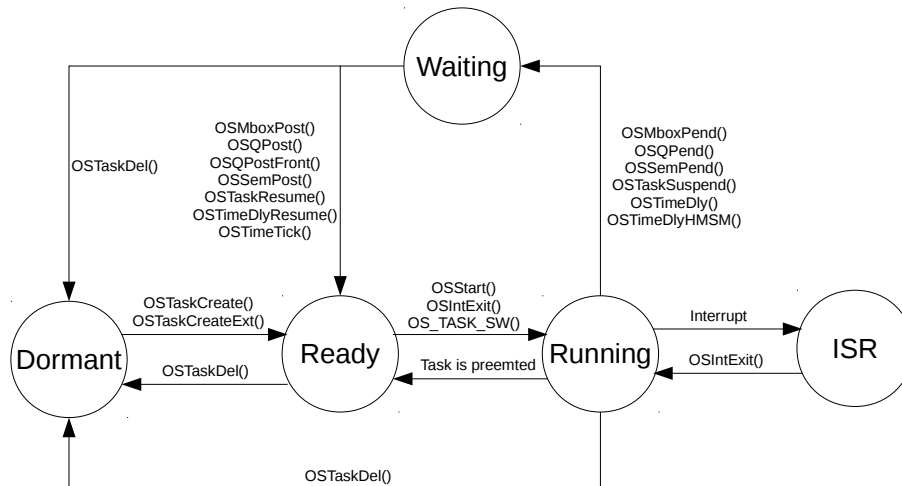 Waiting
OSTaskDel()
OSMboxPost()
OSQPost()
OSQPostFront()
OSSemPost()
OSTaskResume()
OSTimeDlyResume()
OSTimeTick()
OSMboxPend()
OSQPend()
OSSemPend()
OSTaskSuspend()
OSTimeDly()
OSTimeDlyHMSM()
Dormant
OSTaskCreate()
OSTaskCreateExt()
OSTaskDel()
Ready
OSStart()
OSIntExit()
OS_TASK_SW()
Task is preemted
Running
Interrupt
OSIntExit()
ISR
OSTaskDel()